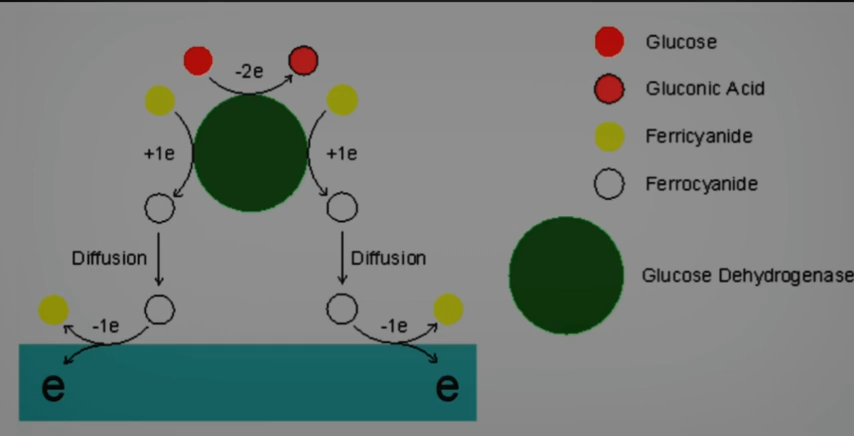 -2e
+1e
+1e
Diffusion
Diffusion
-1e
-1e
e
e
Glucose
Gluconic Acid
Ferricyanide
Ferrocyanide
Glucose Dehydrogenase